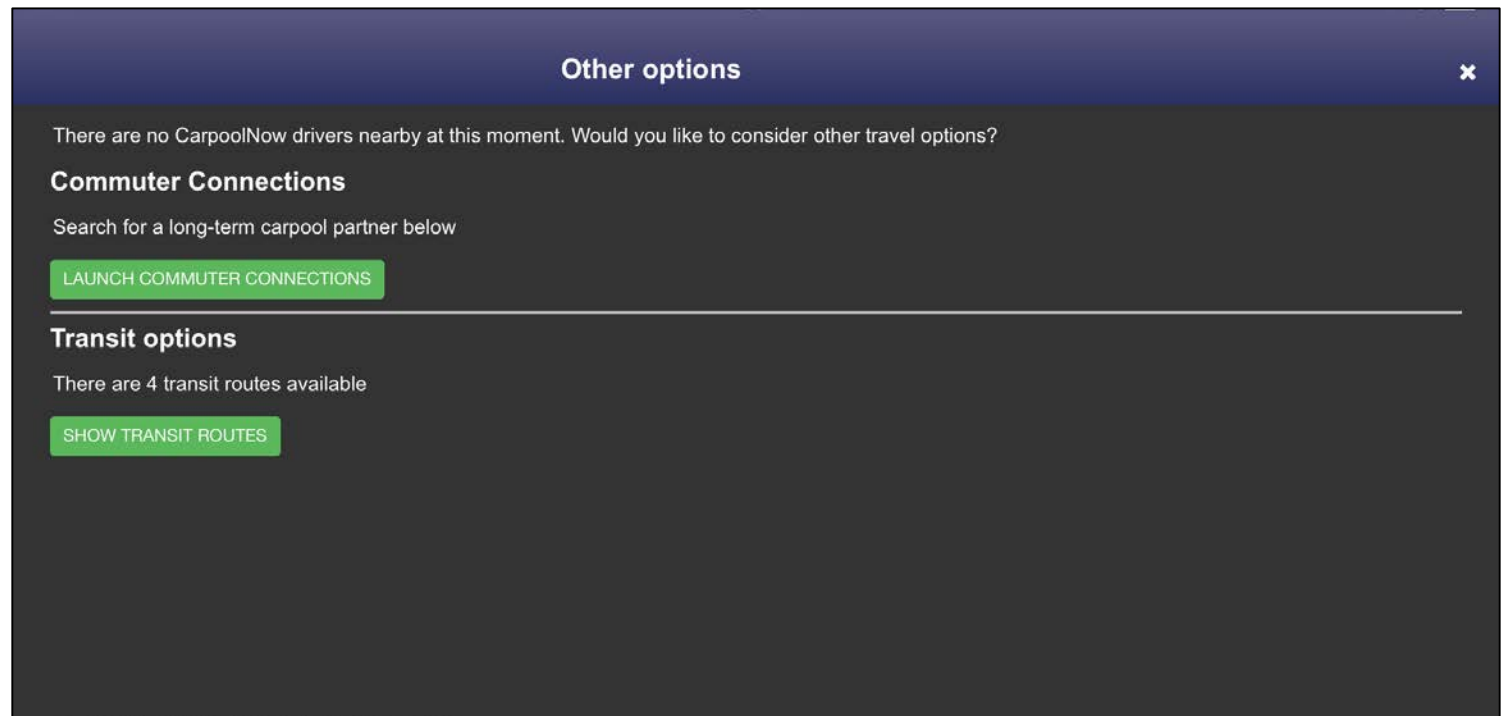 Other options
There are no CarpoolNow drivers nearby at this moment. Would you like to consider other travel options?
Commuter Connections
Search for a long-term carpool partner below
LAUNCH COMMUTER CONNECTIONS
Transit options
There are 4 transit routes available
SHOW TRANSIT ROUTES